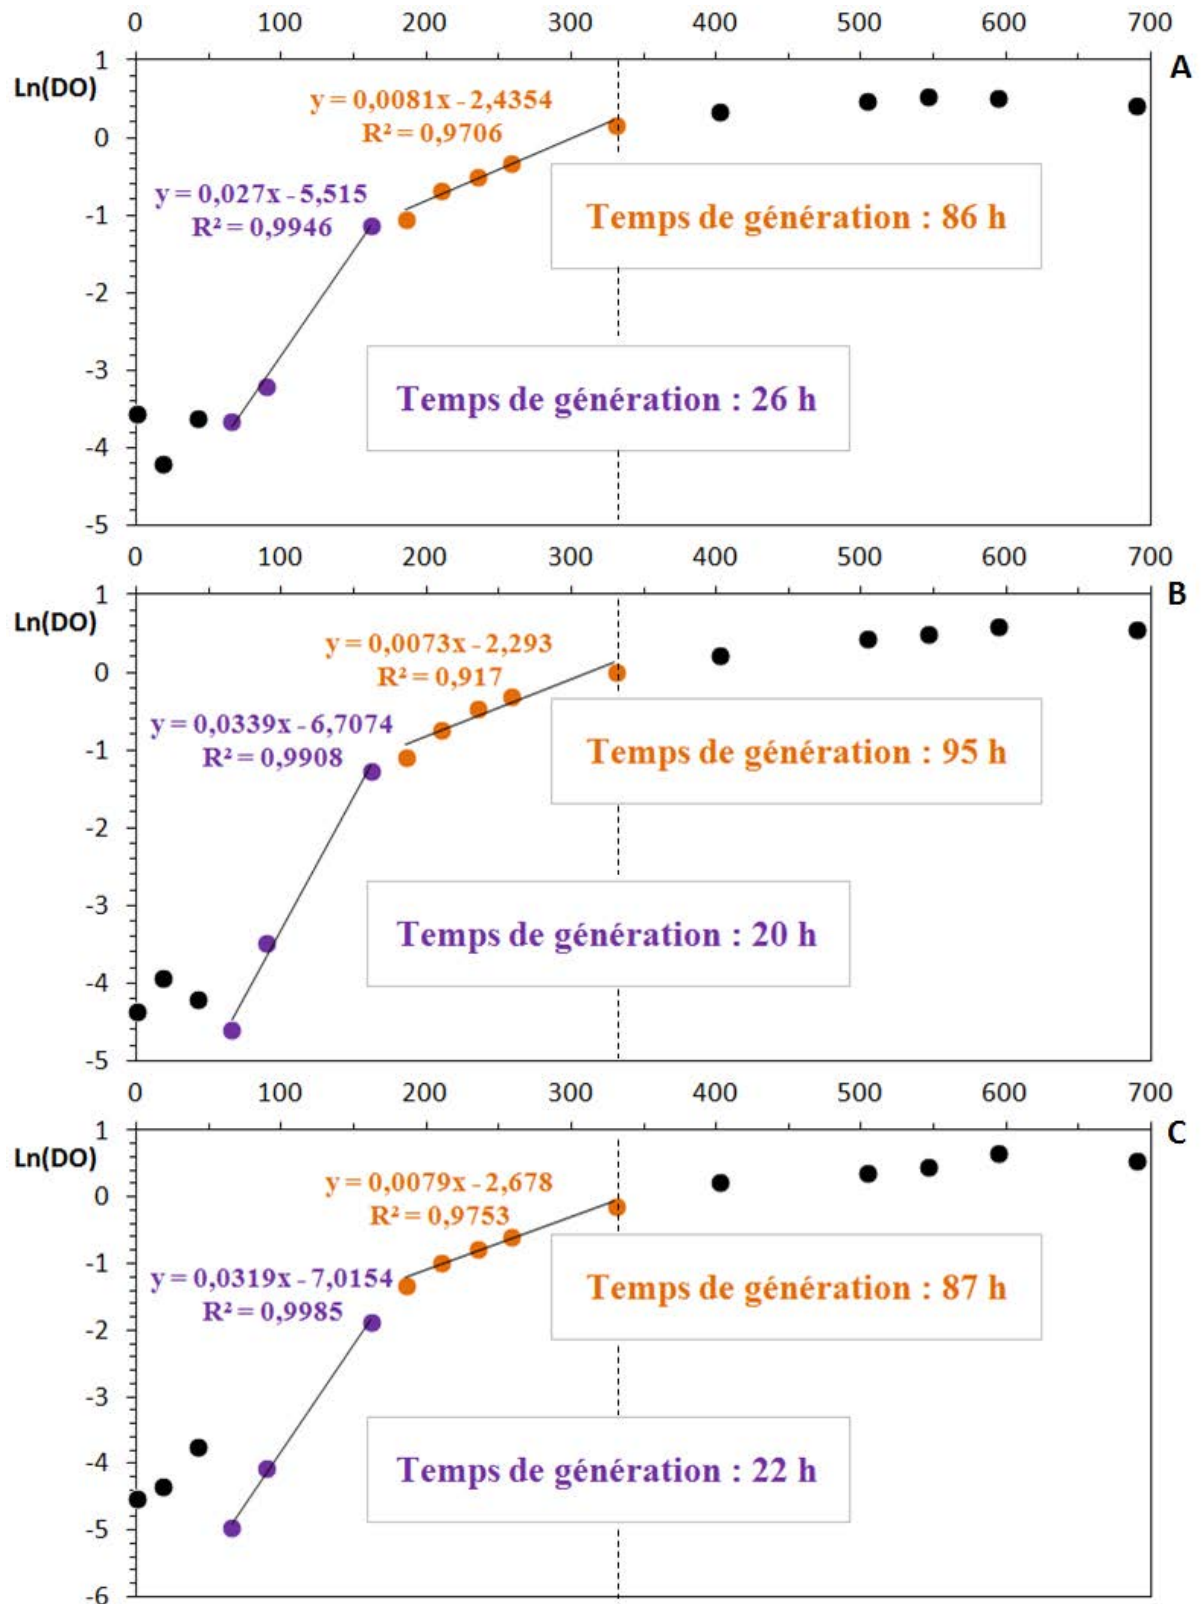 0 100 200 300 400 500 600 700
A
1
Ln(DO)
y = 0,0081x - 2,4354
R² = 0,9706
0
y = 0,027x - 5,515
R² = 0,9946
-1
Temps de génération : 86 h
-2
-3
Temps de génération : 26 h
-4
-5
0 100 200 300 400 500 600 700
B
1
Ln(DO)
y = 0,0073x - 2,293
R² = 0,917
0
y = 0,0339x - 6,7074
R² = 0,9908
-1
Temps de génération : 95 h
-2
-3
Temps de génération : 20 h
-4
-5
0 100 200 300 400 500 600 700
C
1
Ln(DO)
y = 0,0079x - 2,678
R² = 0,9753
0
-1
y = 0,0319x - 7,0154
R² = 0,9985
Temps de génération : 87 h
-2
-3
-4
Temps de génération : 22 h
-5
-6